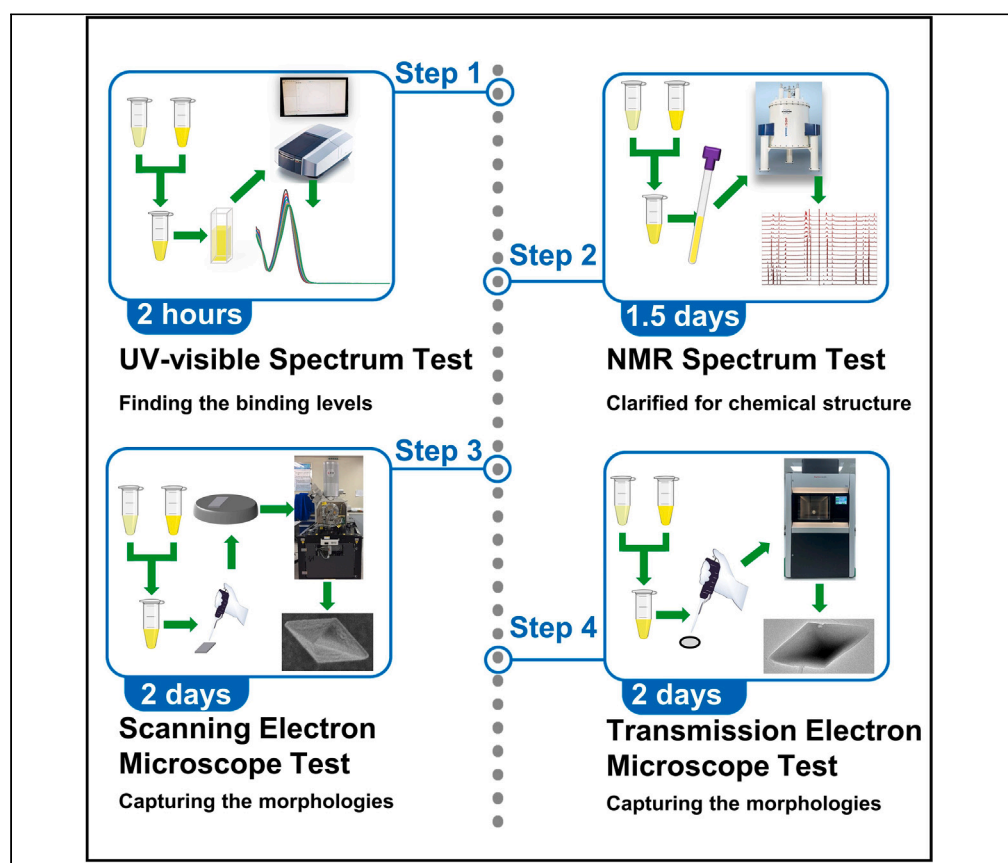 Step 1
2 hours
UV-visible Spectrum Test
Finding the binding levels
Step 2
1.5 days
NMR Spectrum Test
Clarified for chemical structure
Step 3
2 days
Scanning Electron
Microscope Test
Capturing the morphologies
Step 4
2 days
Transmission Electron
Microscope Test
Capturing the morphologies